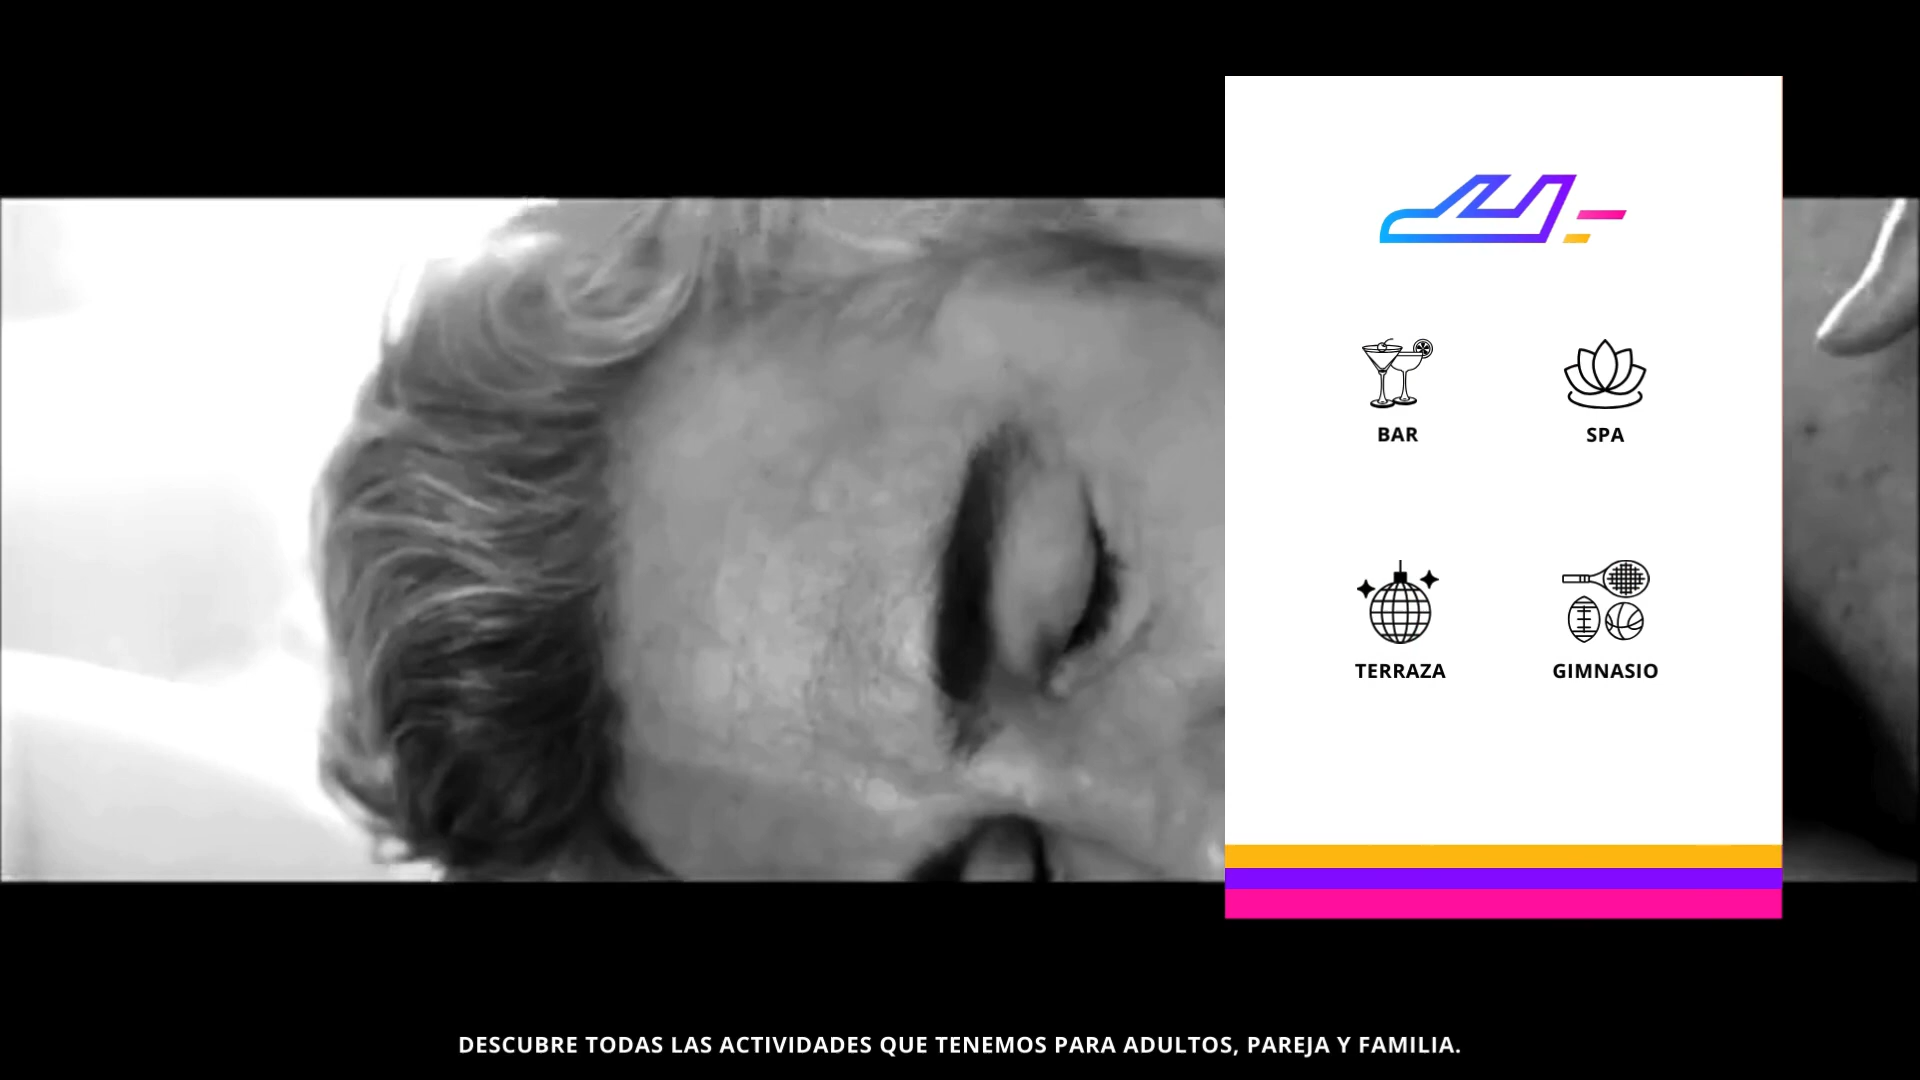 BAR
SPA
TERRAZA
GIMNASIO
DESCUBRE TODAS LAS ACTIVIDADES QUE TENEMOS PARA ADULTOS, PAREJA Y FAMILIA.